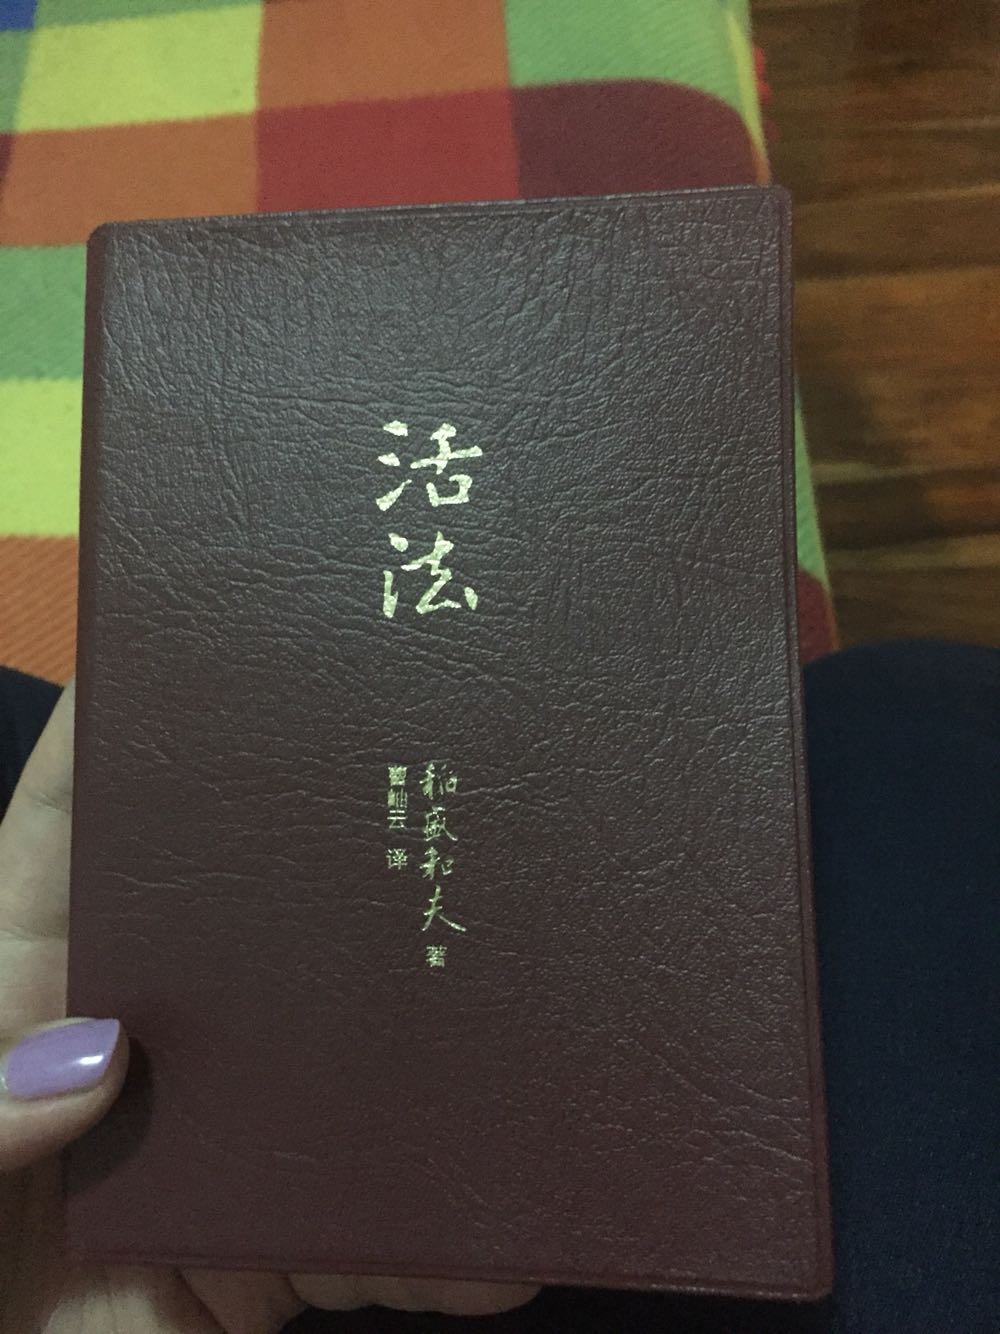 活法
稻盛和夫 著
曹岫云 译